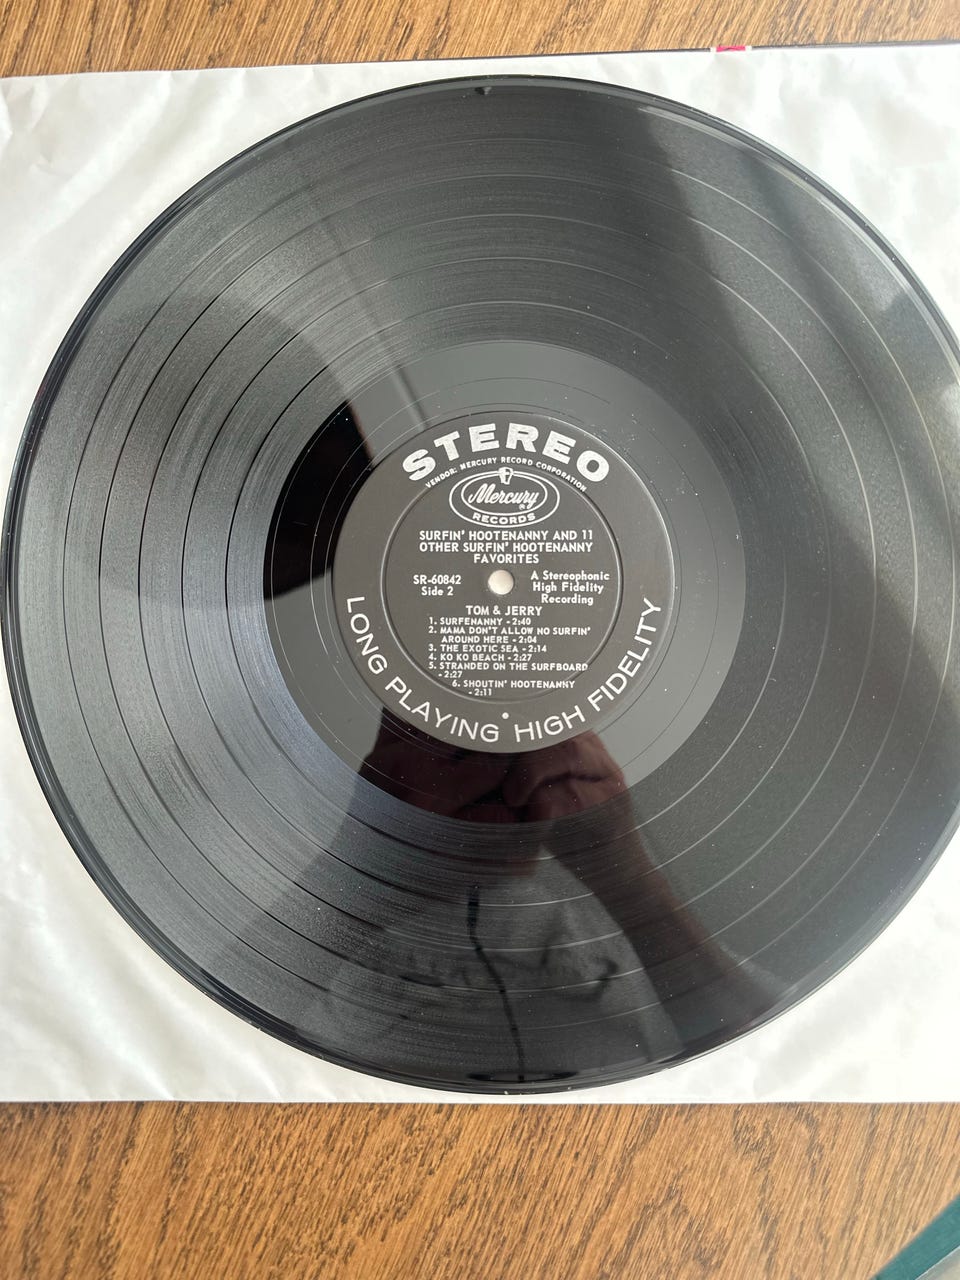 STEREO
VENDOR: MERCURY RECORD CORPORATION
Mercury
®
RECORDS
SURFIN' HOOTENANNY AND 11
OTHER SURFIN' HOOTENANNY
FAVORITES
SR-60842
Side 2
A Stereophonic
High Fidelity
Recording
TOM & JERRY
1. SURFENANNY - 2:40
2. MAMA DON'T ALLOW NO SURFIN'
AROUND HERE - 2:04
3. THE EXOTIC SEA - 2:14
4. KO KO BEACH - 2:27
5. STRANDED ON THE SURFBOARD
- 2:27
6. SHOUTIN' HOOTENANNY
- 2:11
LONG PLAYING • HIGH FIDELITY